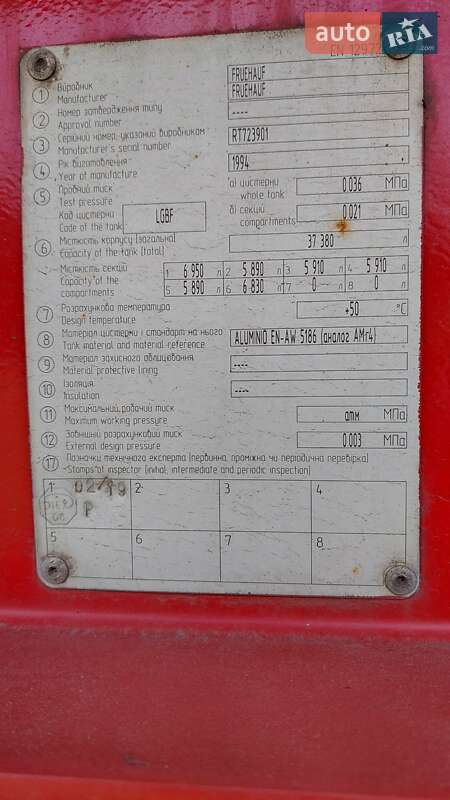 auto RIA .com
EN 12972
① Виробник FRUEHAUF
Manufacturer FRUEHAUF
② Номер затвердження типу ----
Approval number
③ Серійний номер, указаний виробником RT723901
Manufacturer's serial number
④ Рік виготовлення 1994
Year of manufacture
⑤ Пробний тиск а) цистерни 0.036 МПа
Test pressure whole tank
Код цистерни LGBF б) секцій 0.021 МПа
Code of the tank compartments
⑥ Місткість корпусу (загальна) 37 380 л
Capacity of the tank (total)
Місткість секцій 1 6 950 л 2 5 890 л 3 5 910 л 4 5 910 л
Capacity of the
compartments 5 5 890 л 6 6 830 л 7 0 л 8 0 л
⑦ Розрахункова температура +50 °C
Design temperature
⑧ Матеріал цистерни і стандарт на нього ALUMINIO EN-AW 5186 (аналог АМг4)
Tank material and material reference
⑨ Матеріал захисного облицювання ----
Material protective lining
⑩ Ізоляція ----
Insulation
⑪ Максимальний робочий тиск атм МПа
Maximum working pressure
⑫ Зовнішній розрахунковий тиск 0.003 МПа
External design pressure
⑰ Позначки технічного експерта (первинна, проміжна чи періодична перевірка)
Stamps of inspector (initial, intermediate and periodic inspection)
1 02/19 2 3 4
P
5 6 7 8